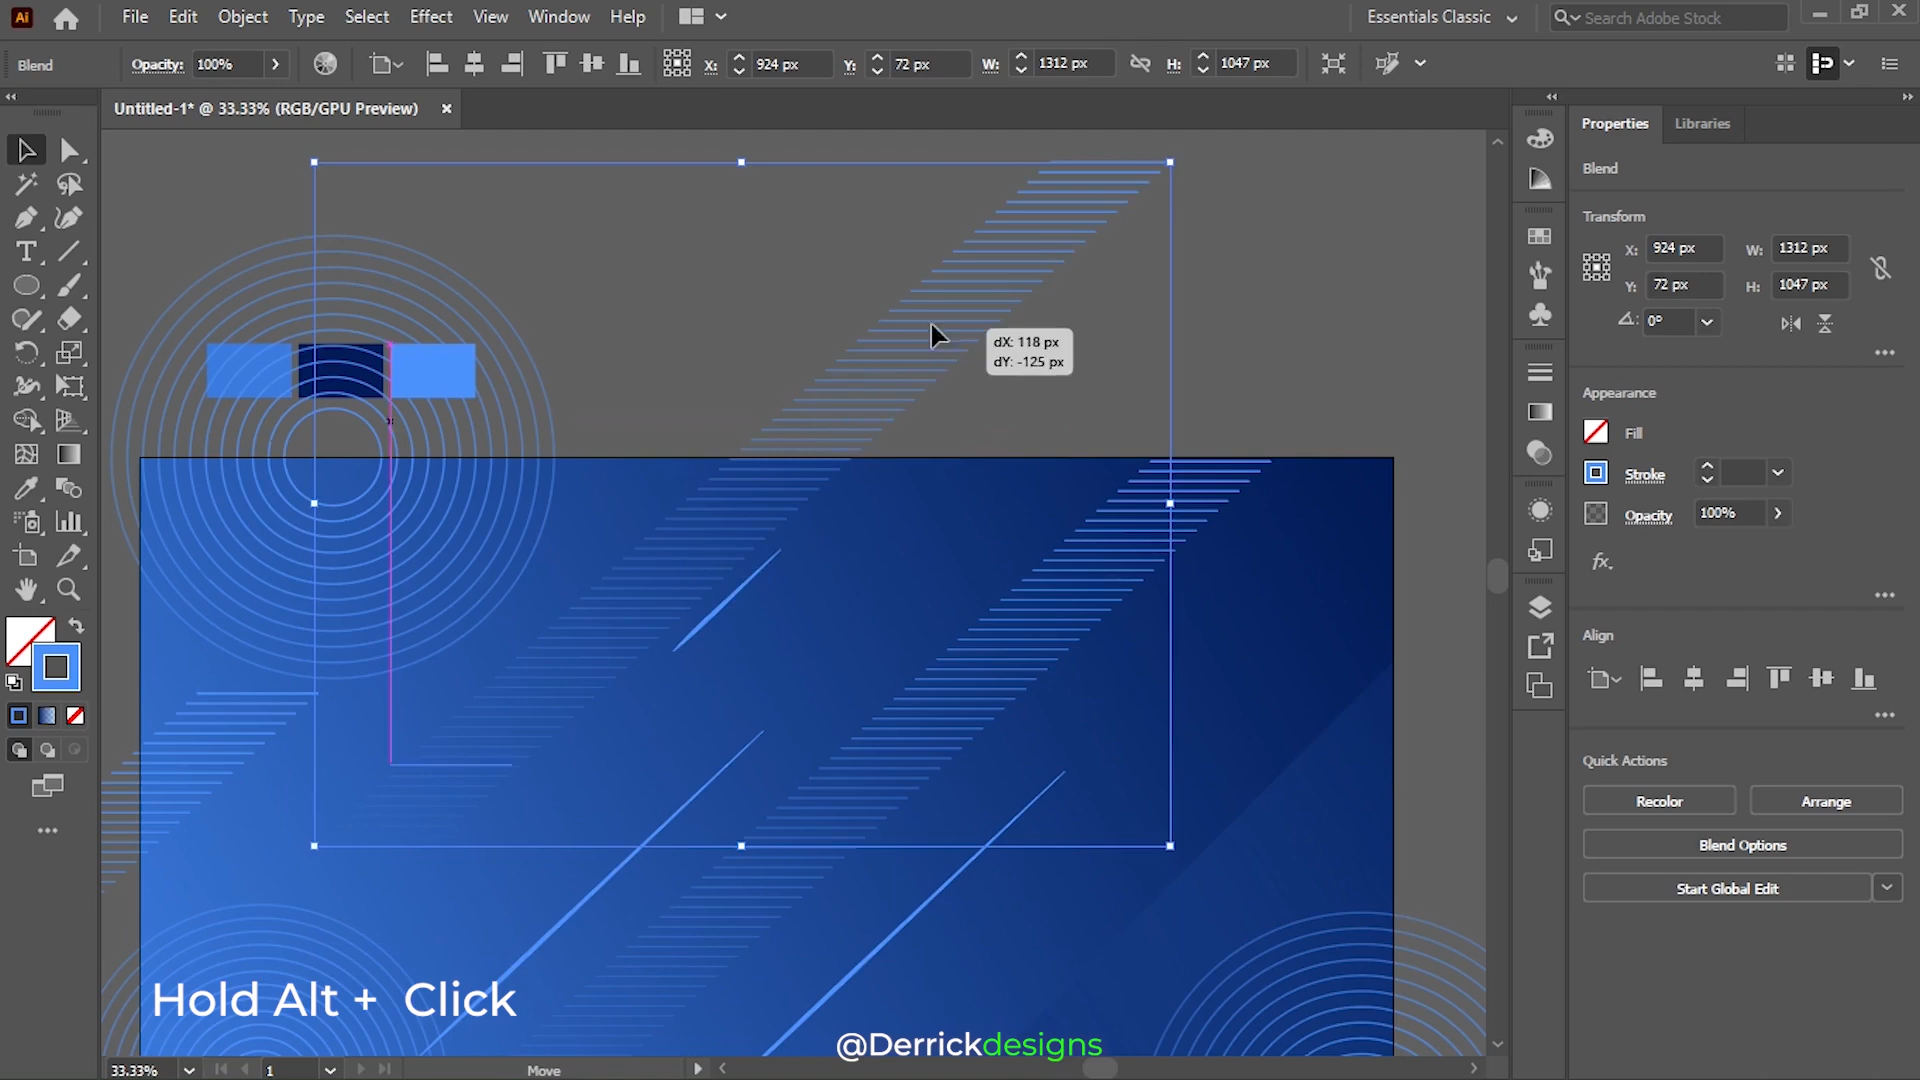 Ai File Edit Object Type Select Effect View Window Help Essentials Classic Search Adobe Stock
Blend Opacity: 100% X: 924 px Y: 72 px W: 1312 px H: 1047 px
Untitled-1* @ 33.33% (RGB/GPU Preview)
Properties Libraries
Blend
Transform
X: 924 px W: 1312 px
Y: 72 px H: 1047 px
0°
dX: 118 px
dY: -125 px
Appearance
Fill
Stroke
Opacity 100%
fx
Align
Quick Actions
Recolor Arrange
Blend Options
Start Global Edit
Hold Alt + Click
@Derrickdesigns
33.33% 1 Move